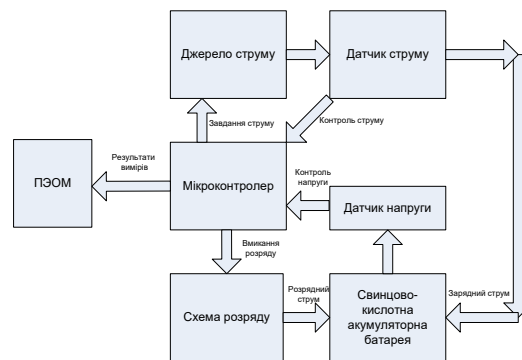 Джерело струму
Датчик струму
Завдання струму
Контроль струму
ПЭОМ
Результати
вимірів
Мікроконтролер
Контроль
напруги
Датчик напруги
Вмикання
розряду
Схема розряду
Розрядний
струм
Свинцово-
кислотна
акумуляторна
батарея
Зарядний струм